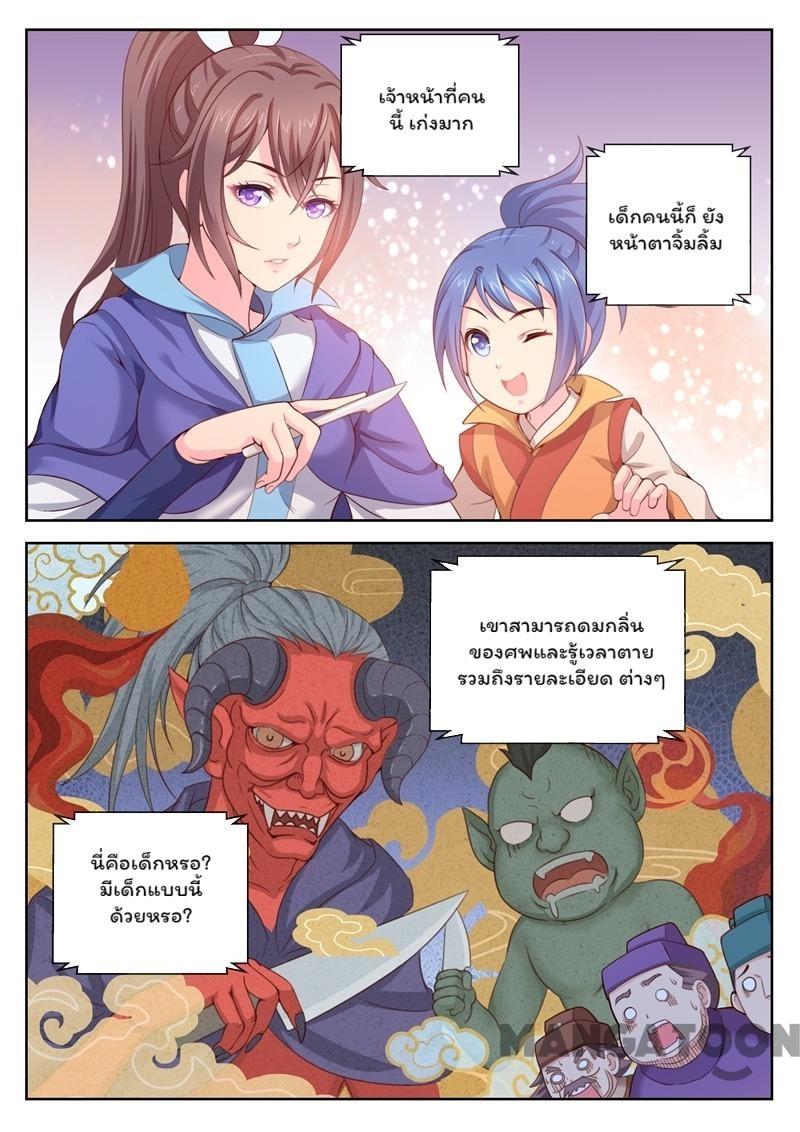 เจ้าหน้าที่คน
นี้ เก่งมาก
เด็กคนนี้ก็ ยัง
หน้าตาจิ้มลิ้ม
เขาสามารถดมกลิ่น
ของศพและรู้เวลาตาย
รวมถึงรายละเอียด ต่างๆ
นี่คือเด็กหรอ?
มีเด็กแบบนี้
ด้วยหรอ?
MANGATOON